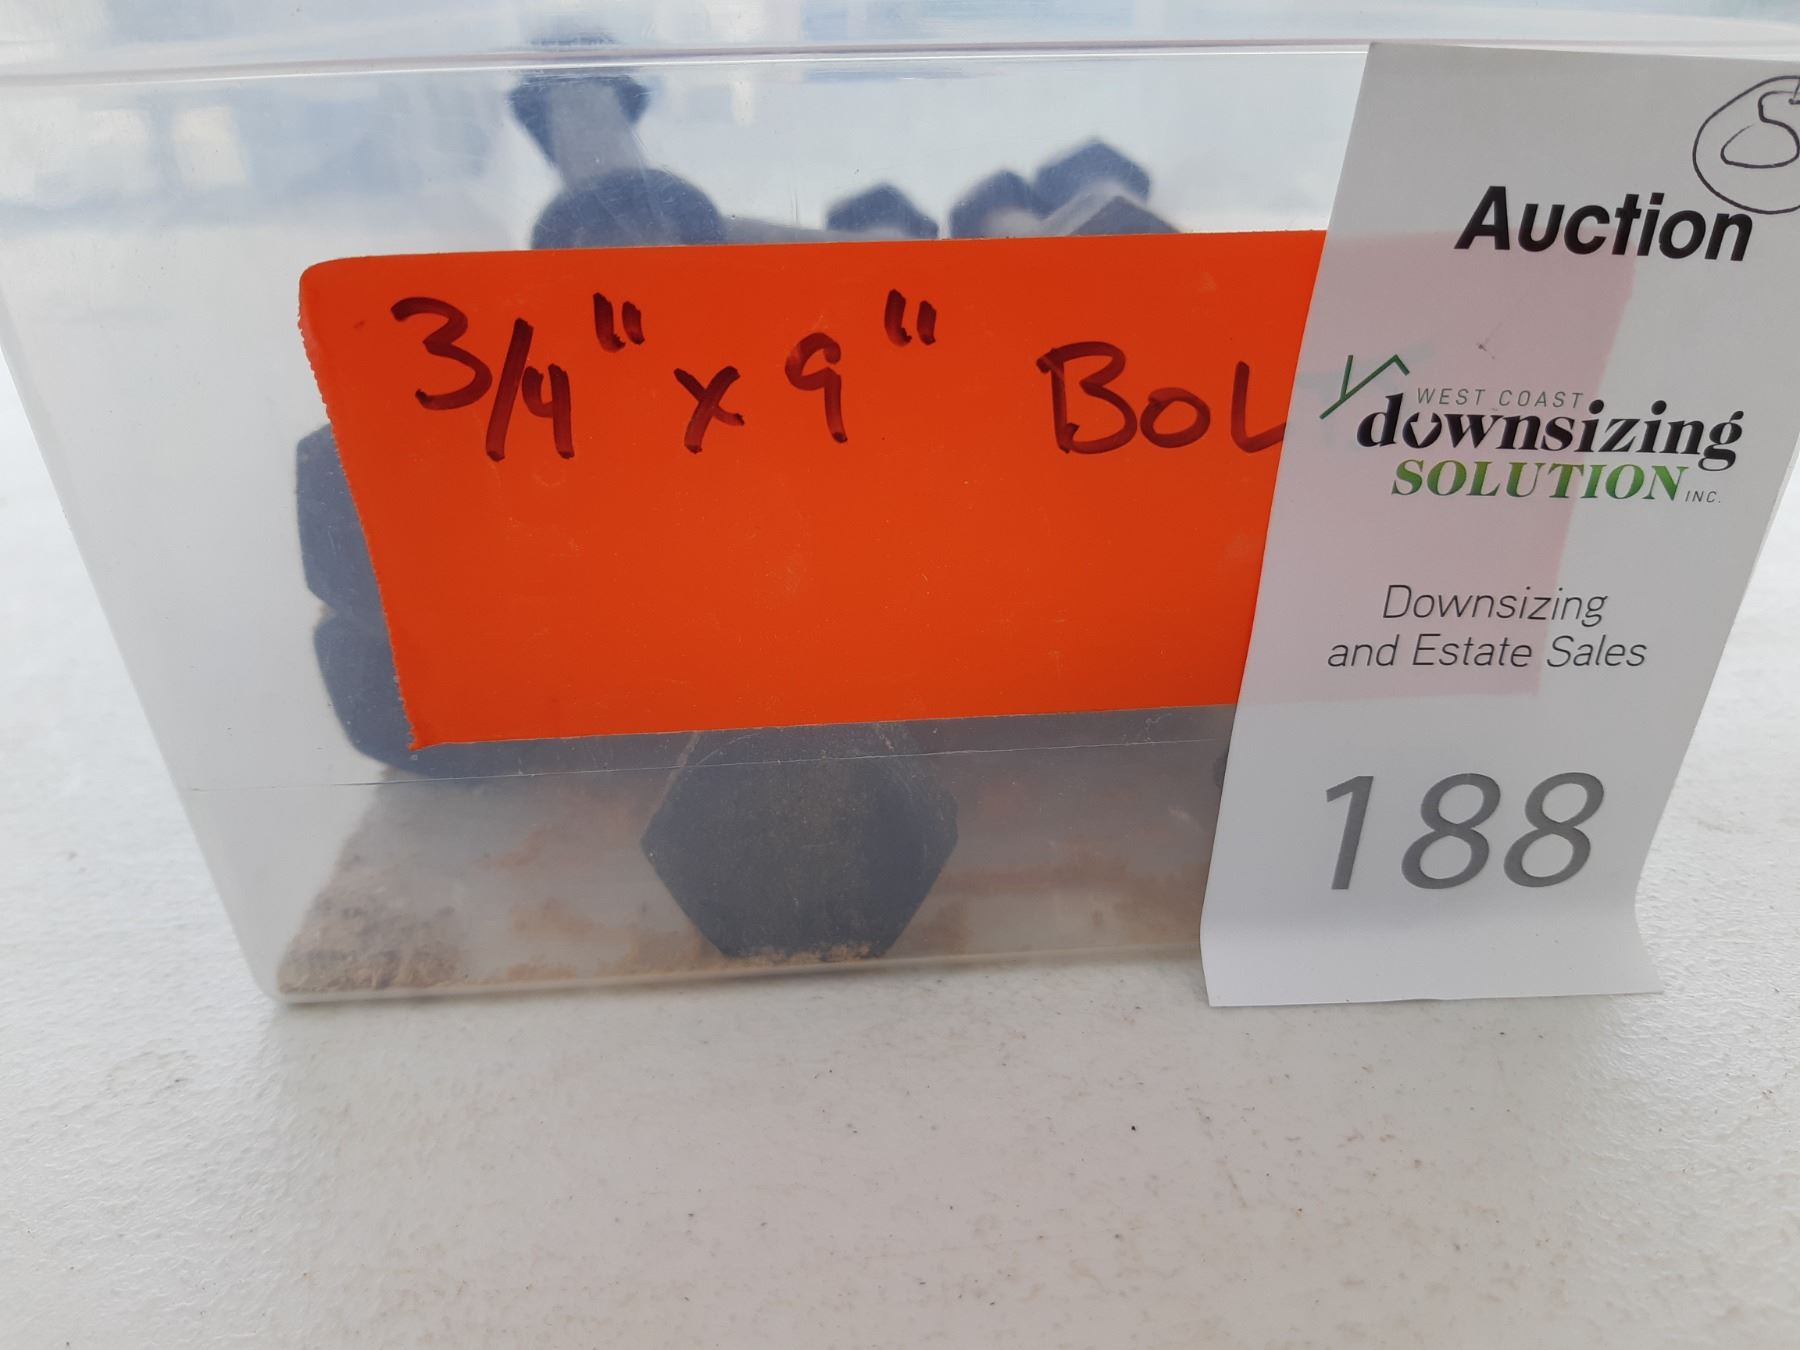 3/4" x 9" BOL
Auction
WEST COAST
downsizing
SOLUTION INC.
Downsizing
and Estate Sales
188